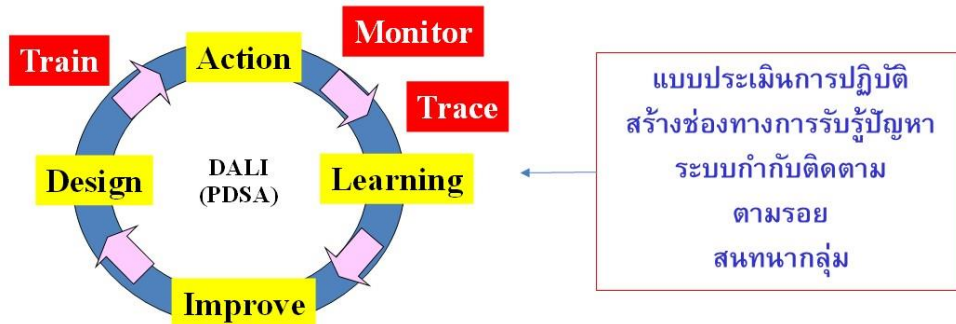 Monitor
Train
Action
Trace
Design
DALI
(PDSA)
Learning
Improve
แบบประเมินการปฏิบัติ
สร้างช่องทางการรับรู้ปัญหา
ระบบกำกับติดตาม
ตามรอย
สนทนากลุ่ม